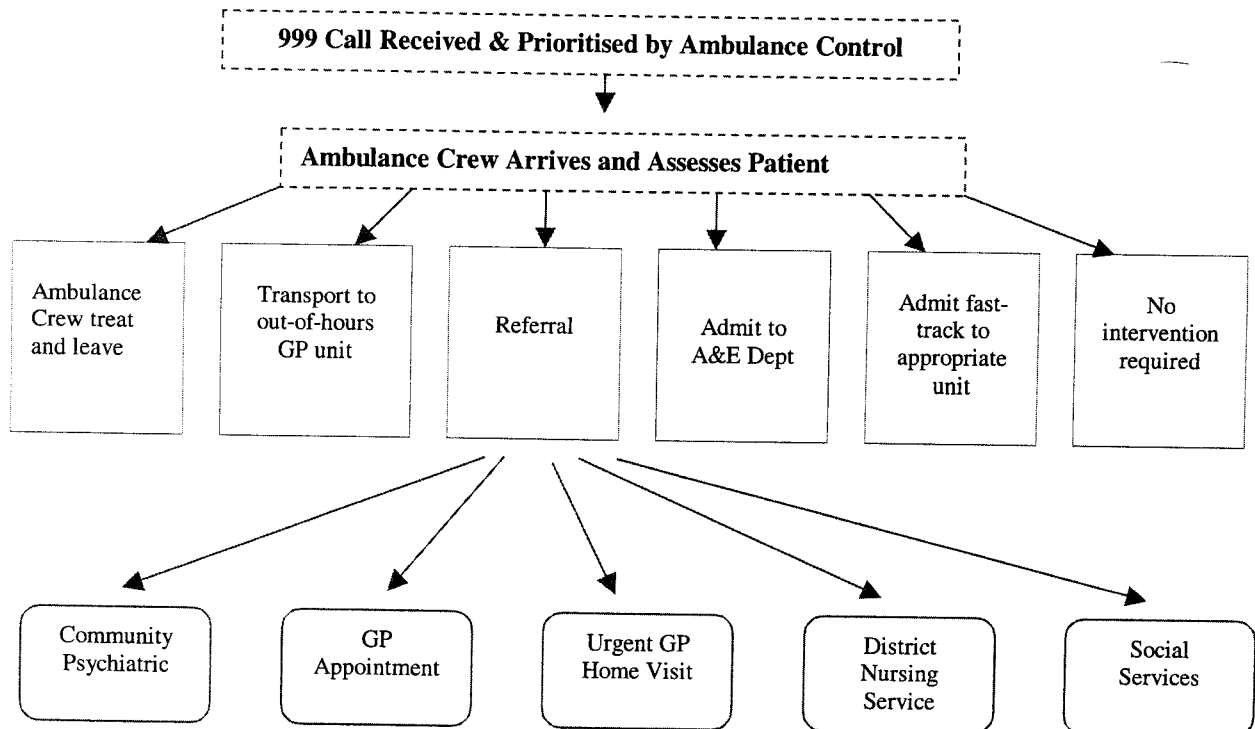 999 Call Received & Prioritised by Ambulance Control
Ambulance Crew Arrives and Assesses Patient
Ambulance
Crew treat
and leave
Transport to
out-of-hours
GP unit
Referral
Admit to
A&E Dept
Admit fast-
track to
appropriate
unit
No
intervention
required
Community
Psychiatric
GP
Appointment
Urgent GP
Home Visit
District
Nursing
Service
Social
Services